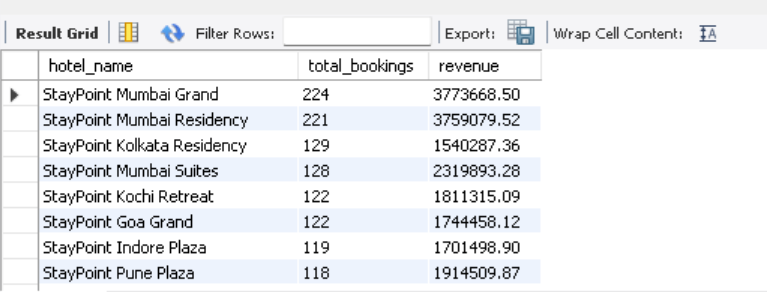 Result Grid Filter Rows: Export: Wrap Cell Content: IA
hotel_name total_bookings revenue
StayPoint Mumbai Grand 224 3773668.50
StayPoint Mumbai Residency 221 3759079.52
StayPoint Kolkata Residency 129 1540287.36
StayPoint Mumbai Suites 128 2319893.28
StayPoint Kochi Retreat 122 1811315.09
StayPoint Goa Grand 122 1744458.12
StayPoint Indore Plaza 119 1701498.90
StayPoint Pune Plaza 118 1914509.87